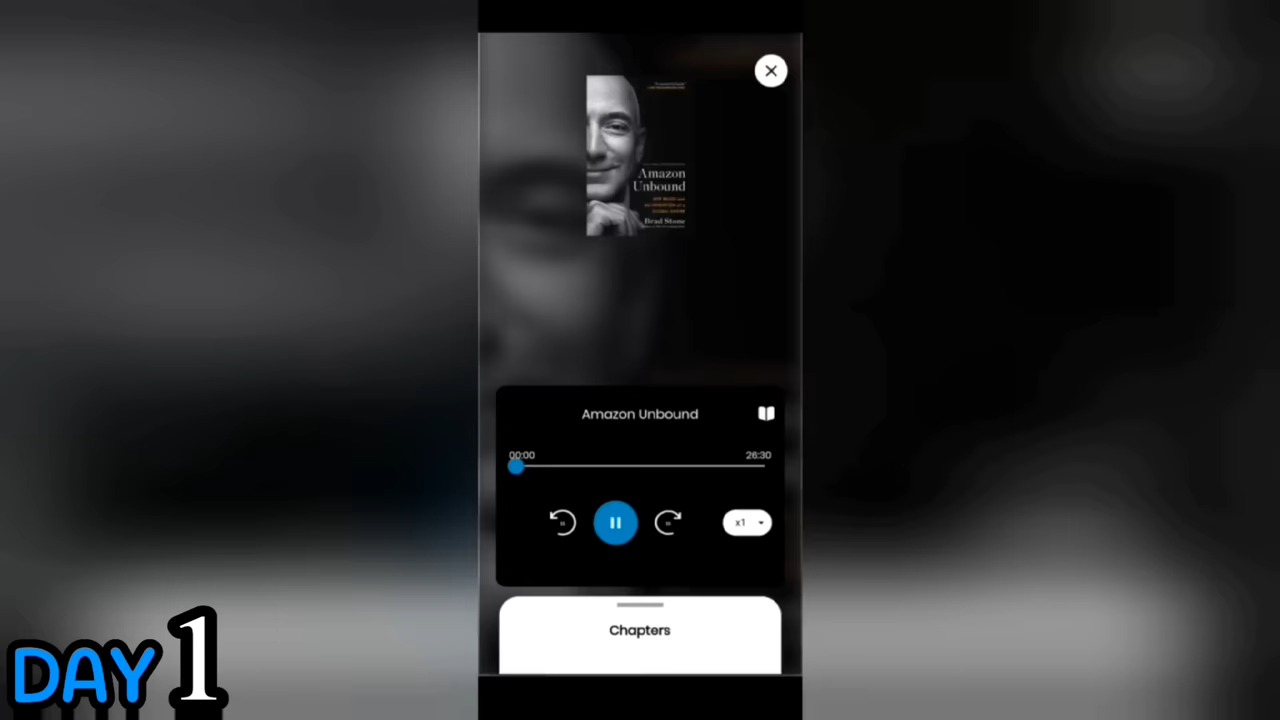 Amazon
Unbound
Brad Stone
Amazon Unbound
00:00
26:30
x1
Chapters
DAY 1